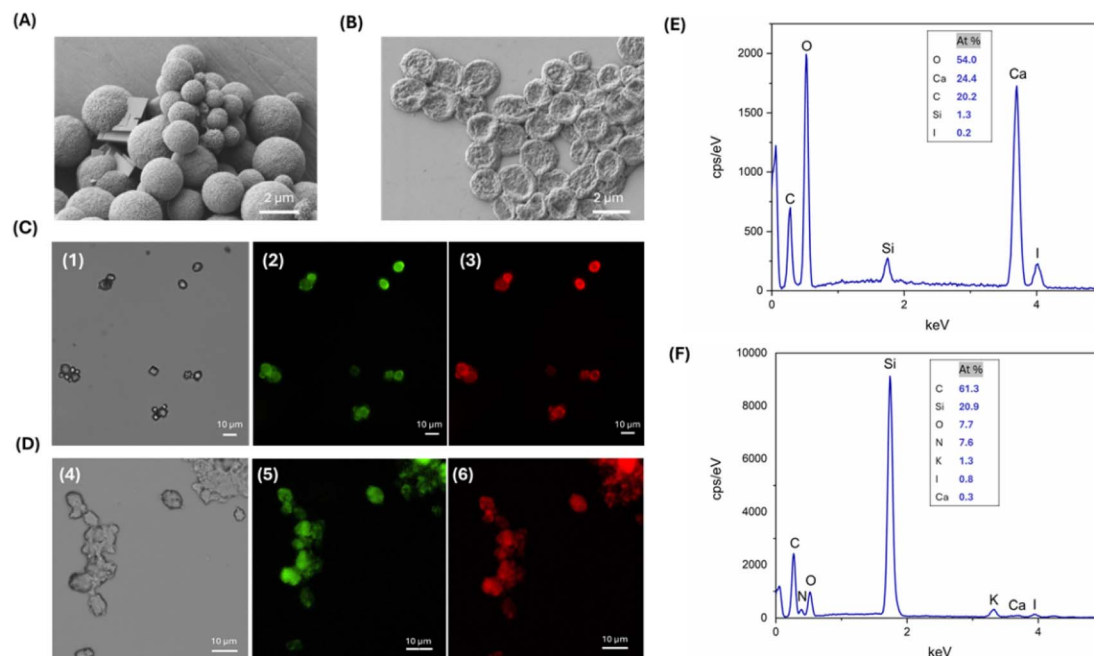 (A)
2 µm
(B)
2 µm
(C)
(1)
10 µm
(2)
10 µm
(3)
10 µm
(D)
(4)
10 µm
(5)
10 µm
(6)
10 µm
(E)
cps/eV
2000
1500
1000
500
0
0
2
4
keV
C
O
Si
Ca
I
At %
O 54.0
Ca 24.4
C 20.2
Si 1.3
I 0.2
(F)
cps/eV
10000
8000
6000
4000
2000
0
0
2
4
keV
C
N
O
Si
K
Ca
I
At %
C 61.3
Si 20.9
O 7.7
N 7.6
K 1.3
I 0.8
Ca 0.3